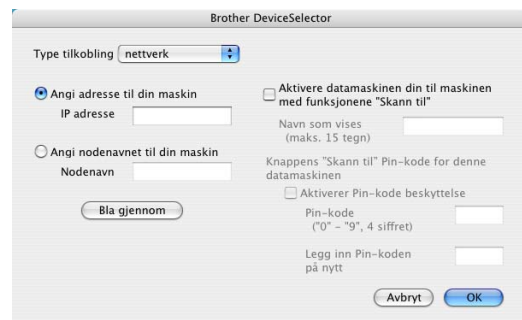 Brother DeviceSelector
Type tilkobling nettverk
Angi adresse til din maskin
IP adresse
Angi nodenavnet til din maskin
Nodenavn
Bla gjennom
Aktivere datamaskinen din til maskinen
med funksjonene "Skann til"
Navn som vises
(maks. 15 tegn)
Knappens "Skann til" Pin-kode for denne
datamaskinen
Aktiverer Pin-kode beskyttelse
Pin-kode
("0" – "9", 4 siffret)
Legg inn Pin-koden
på nytt
Avbryt OK